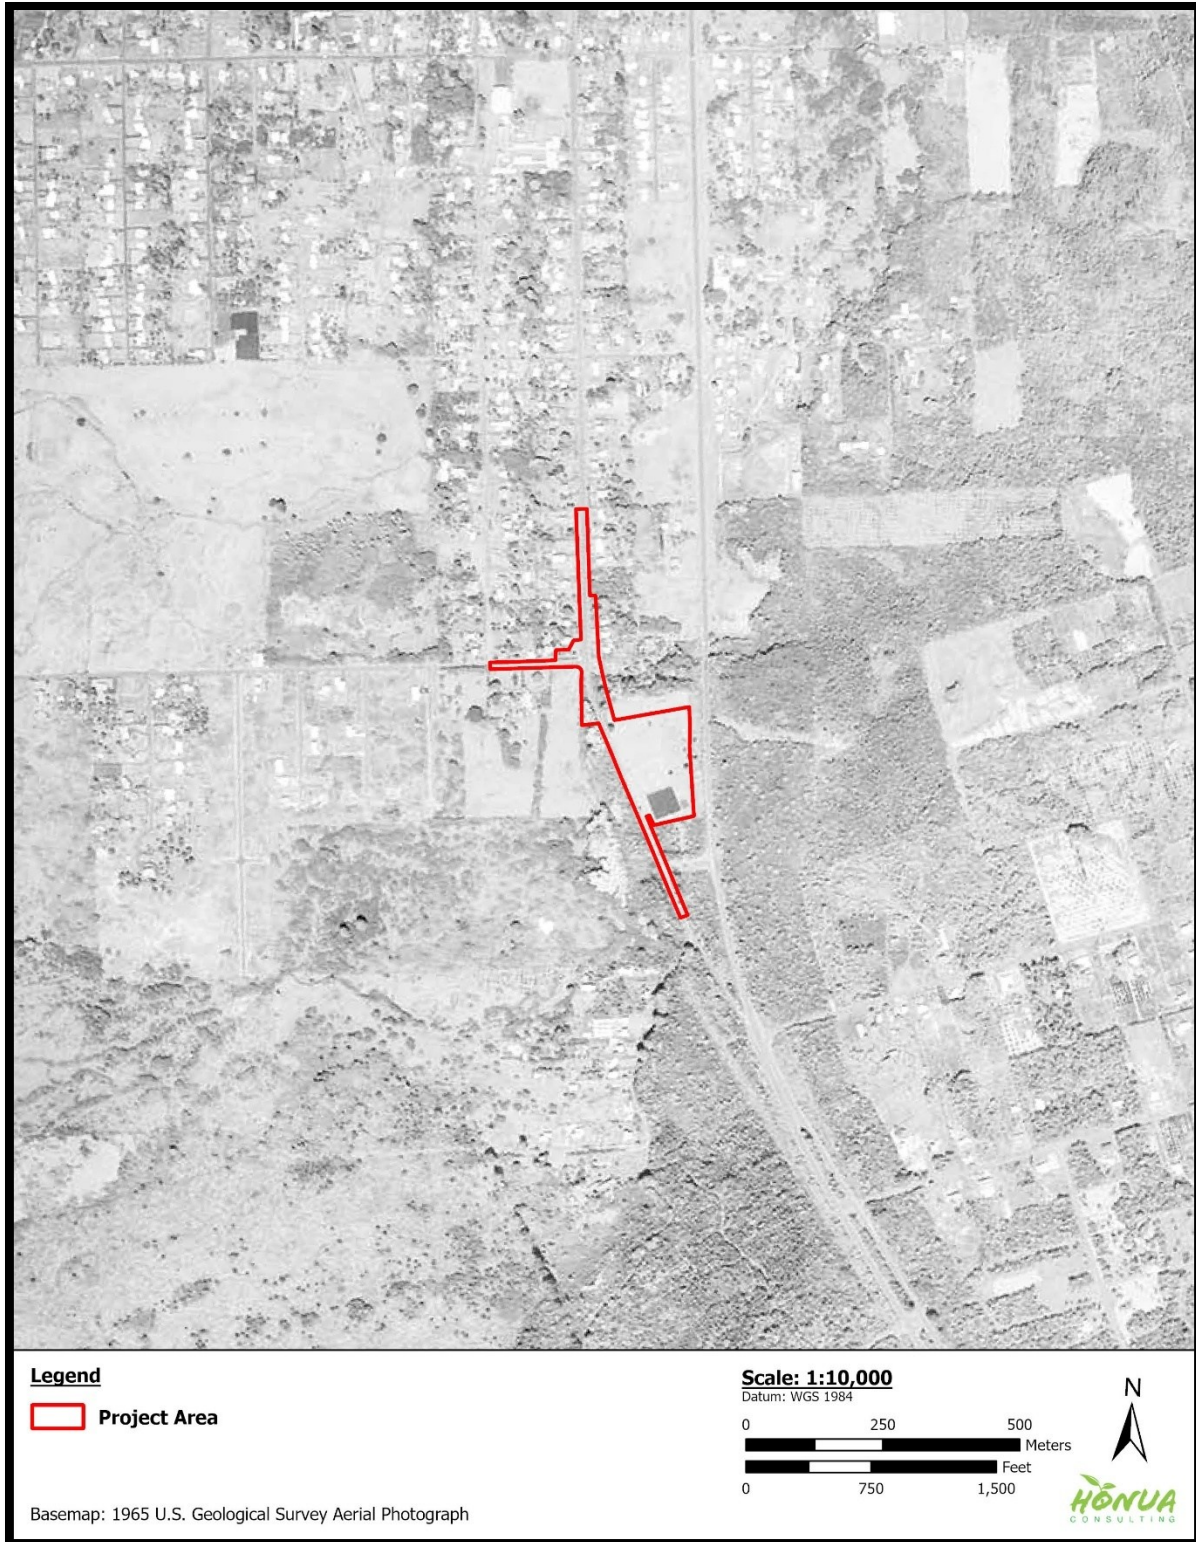 Legend
Project Area
Basemap: 1965 U.S. Geological Survey Aerial Photograph
Scale: 1:10,000
Datum: WGS 1984
0 250 500
Meters
Feet
0 750 1,500
N
HONUA
CONSULTING